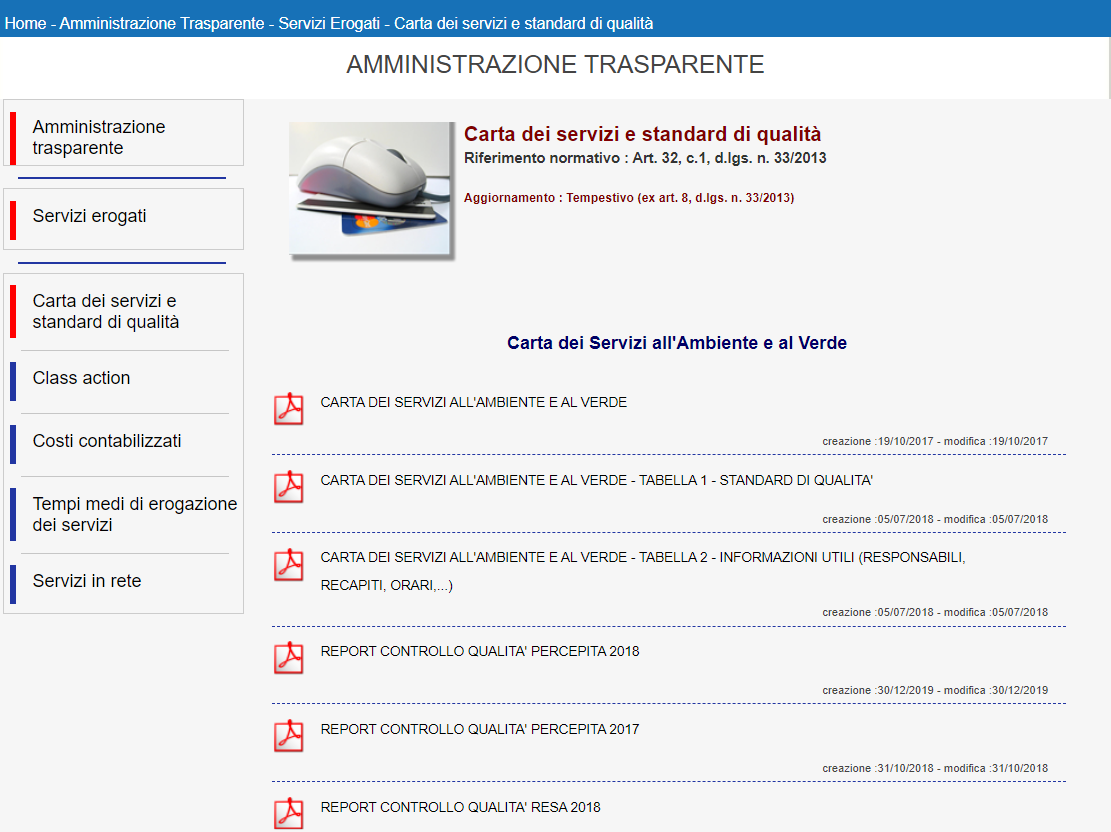 Home - Amministrazione Trasparente - Servizi Erogati - Carta dei servizi e standard di qualità
AMMINISTRAZIONE TRASPARENTE
Amministrazione
trasparente
Servizi erogati
Carta dei servizi e
standard di qualità
Class action
Costi contabilizzati
Tempi medi di erogazione
dei servizi
Servizi in rete
Carta dei servizi e standard di qualità
Riferimento normativo : Art. 32, c.1, d.lgs. n. 33/2013
Aggiornamento : Tempestivo (ex art. 8, d.lgs. n. 33/2013)
Carta dei Servizi all'Ambiente e al Verde
CARTA DEI SERVIZI ALL'AMBIENTE E AL VERDE
creazione :19/10/2017 - modifica :19/10/2017
CARTA DEI SERVIZI ALL'AMBIENTE E AL VERDE - TABELLA 1 - STANDARD DI QUALITA'
creazione :05/07/2018 - modifica :05/07/2018
CARTA DEI SERVIZI ALL'AMBIENTE E AL VERDE - TABELLA 2 - INFORMAZIONI UTILI (RESPONSABILI,
RECAPITI, ORARI,...)
creazione :05/07/2018 - modifica :05/07/2018
REPORT CONTROLLO QUALITA' PERCEPITA 2018
creazione :30/12/2019 - modifica :30/12/2019
REPORT CONTROLLO QUALITA' PERCEPITA 2017
creazione :31/10/2018 - modifica :31/10/2018
REPORT CONTROLLO QUALITA' RESA 2018